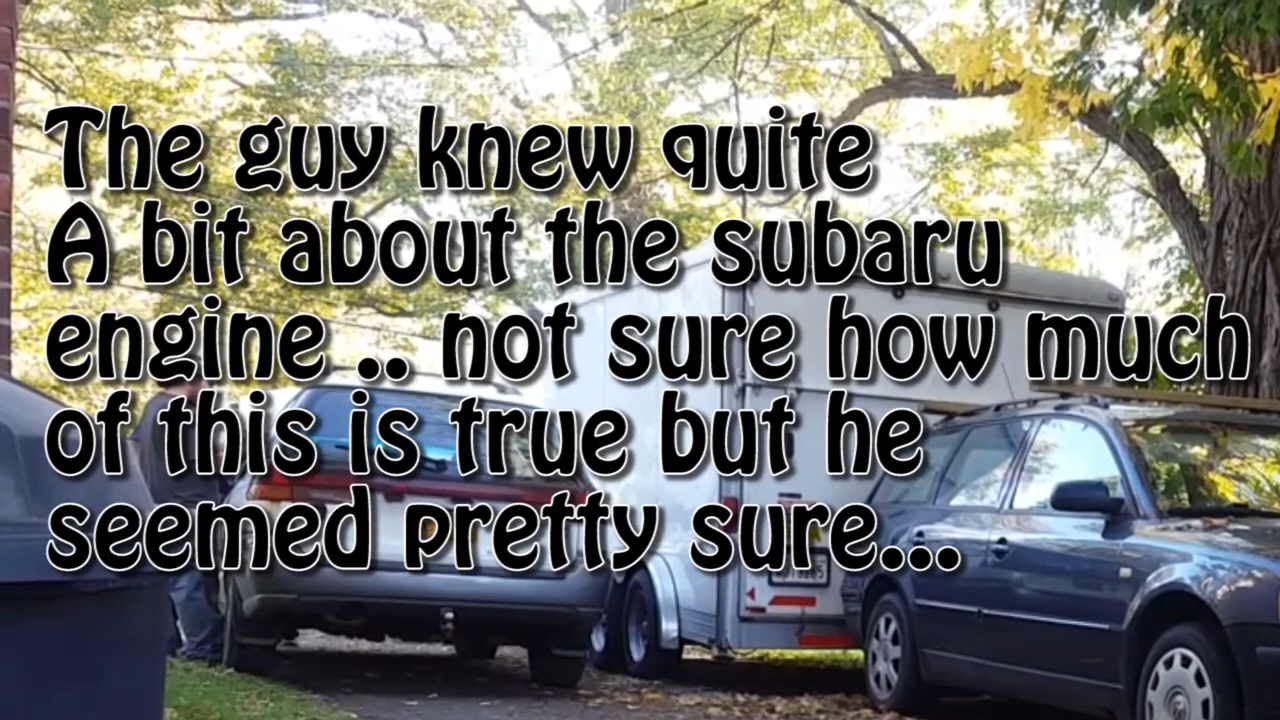 The guy knew quite
A bit about the subaru
engine .. not sure how much
of this is true but he
seemed pretty sure...